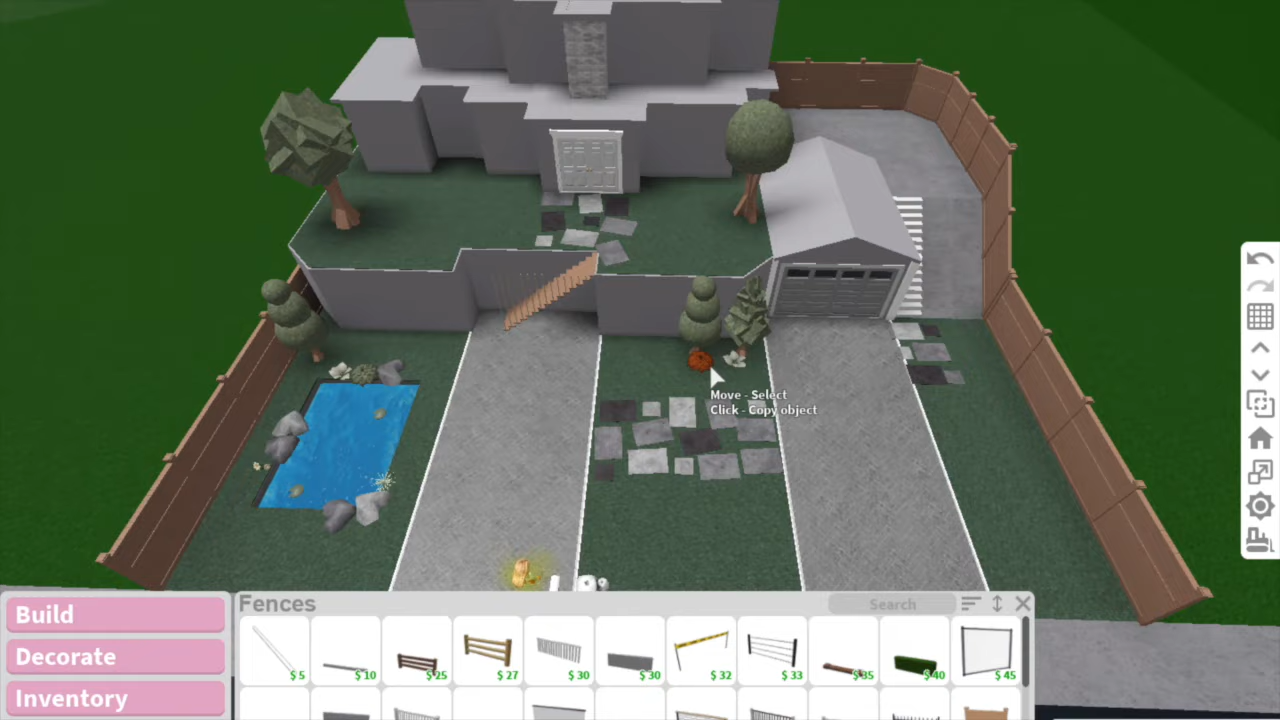 Move - Select
Click - Copy object
Build
Decorate
Inventory
Fences
Search
$ 5
$ 10
$ 25
$ 27
$ 30
$ 30
$ 32
$ 33
$ 35
$ 40
$ 45